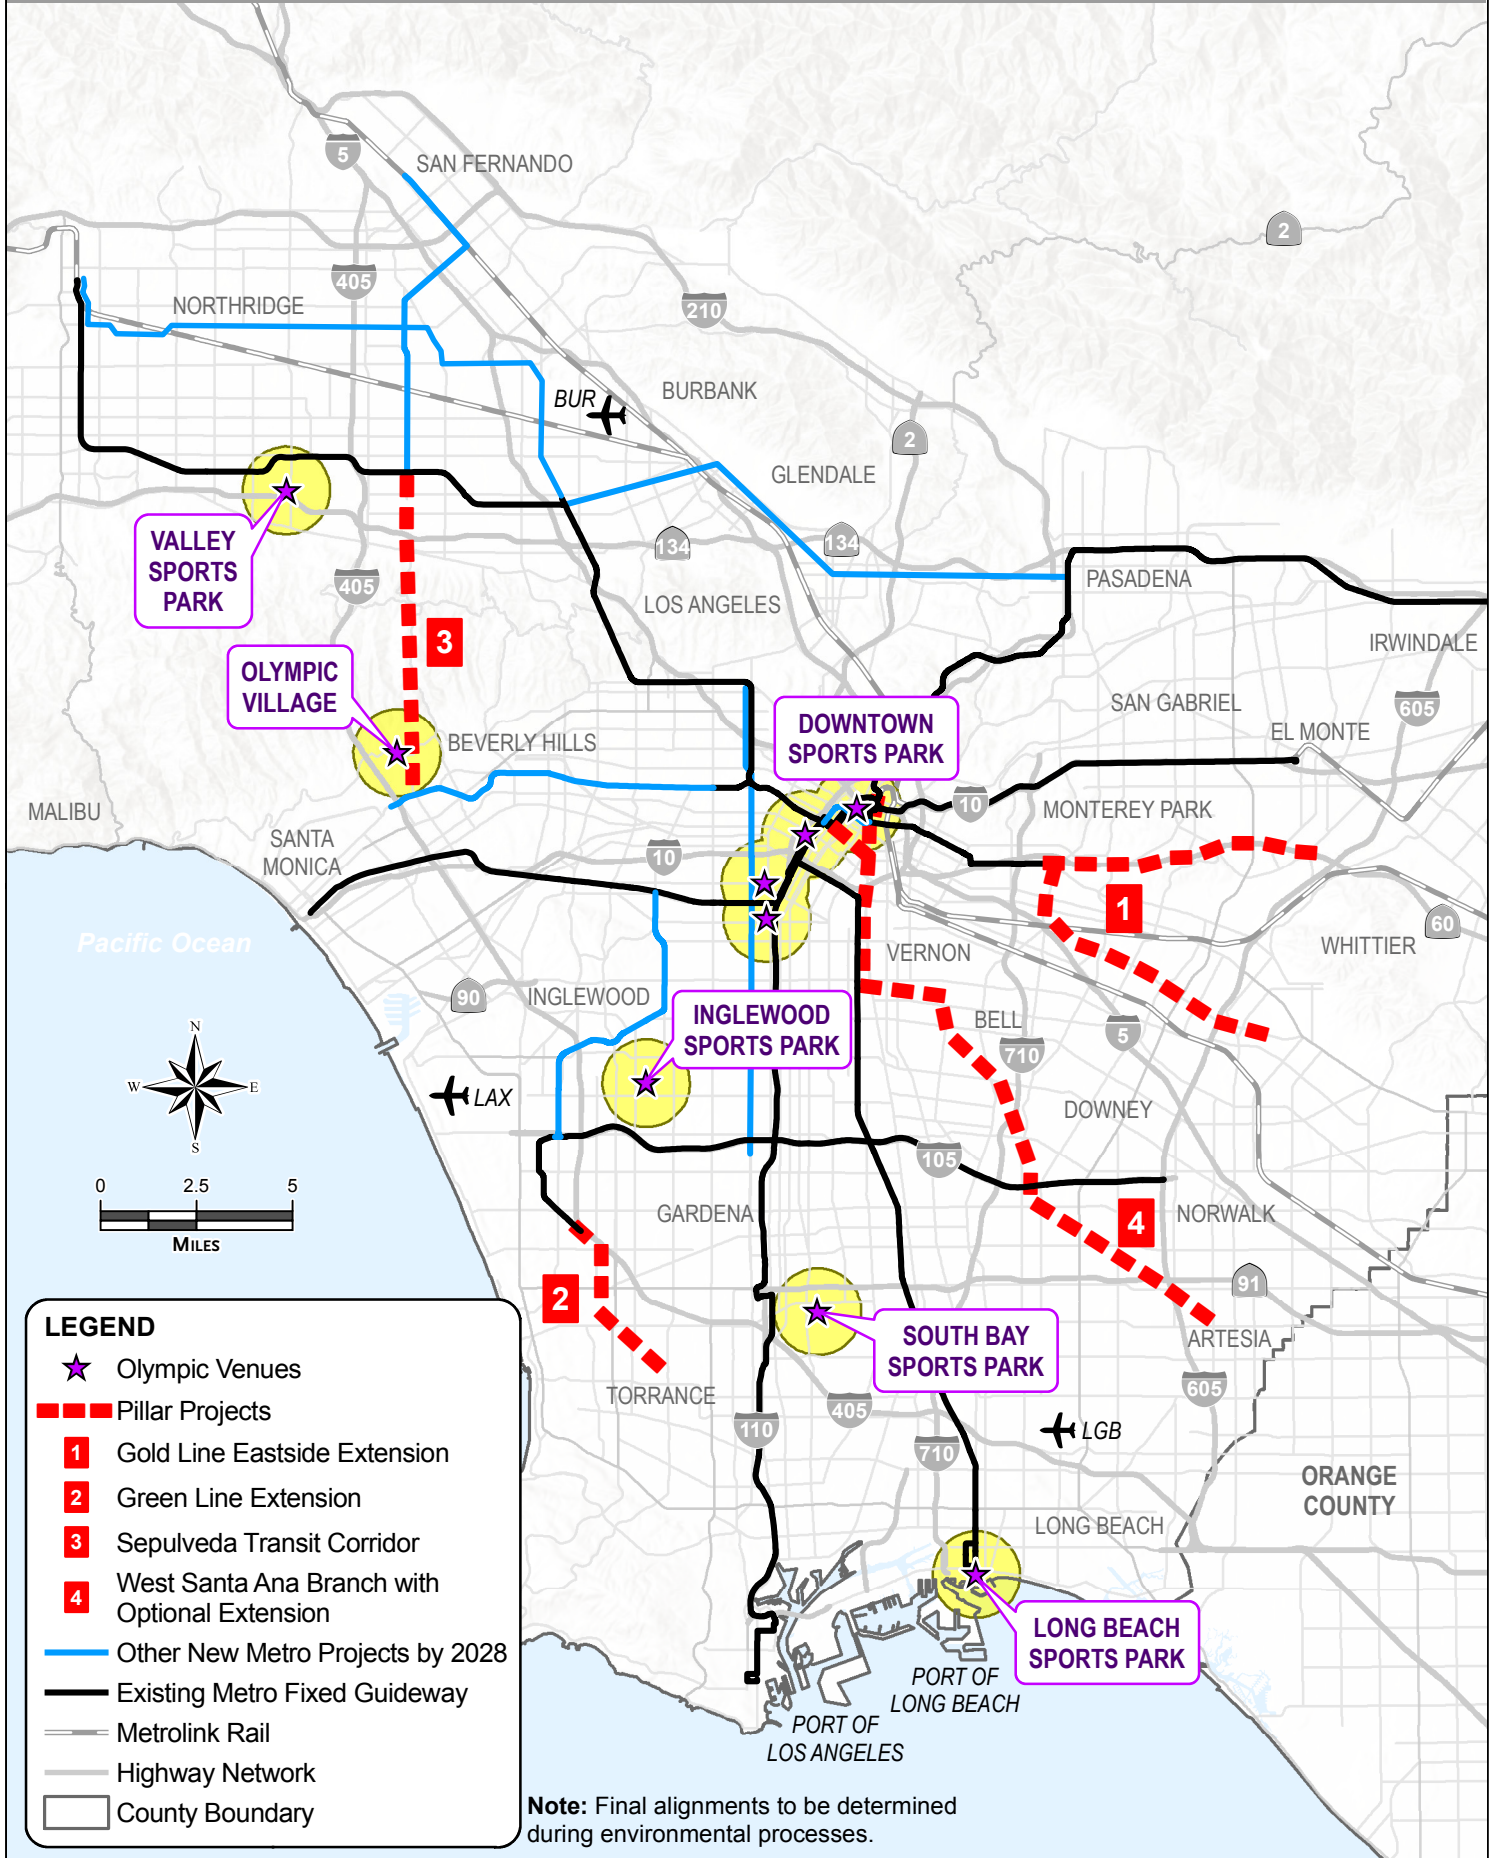 5
SAN FERNANDO
2
405
NORTHRIDGE
210
BUR
BURBANK
2
GLENDALE
VALLEY
SPORTS
PARK
134
134
405
LOS ANGELES
PASADENA
3
IRWINDALE
OLYMPIC
VILLAGE
DOWNTOWN
SPORTS PARK
SAN GABRIEL
605
EL MONTE
BEVERLY HILLS
MALIBU
10
MONTEREY PARK
SANTA
MONICA
10
1
60
WHITTIER
Pacific Ocean
VERNON
90
INGLEWOOD
INGLEWOOD
SPORTS PARK
BELL
710
5
N
W
E
S
LAX
DOWNEY
105
0
2.5
5
MILES
GARDENA
4
NORWALK
2
91
SOUTH BAY
SPORTS PARK
ARTESIA
TORRANCE
605
405
110
710
LGB
ORANGE
COUNTY
LONG BEACH
LONG BEACH
SPORTS PARK
PORT OF
LONG BEACH
PORT OF
LOS ANGELES
LEGEND
Olympic Venues
Pillar Projects
1 Gold Line Eastside Extension
2 Green Line Extension
3 Sepulveda Transit Corridor
4 West Santa Ana Branch with
Optional Extension
Other New Metro Projects by 2028
Existing Metro Fixed Guideway
Metrolink Rail
Highway Network
County Boundary
Note: Final alignments to be determined
during environmental processes.